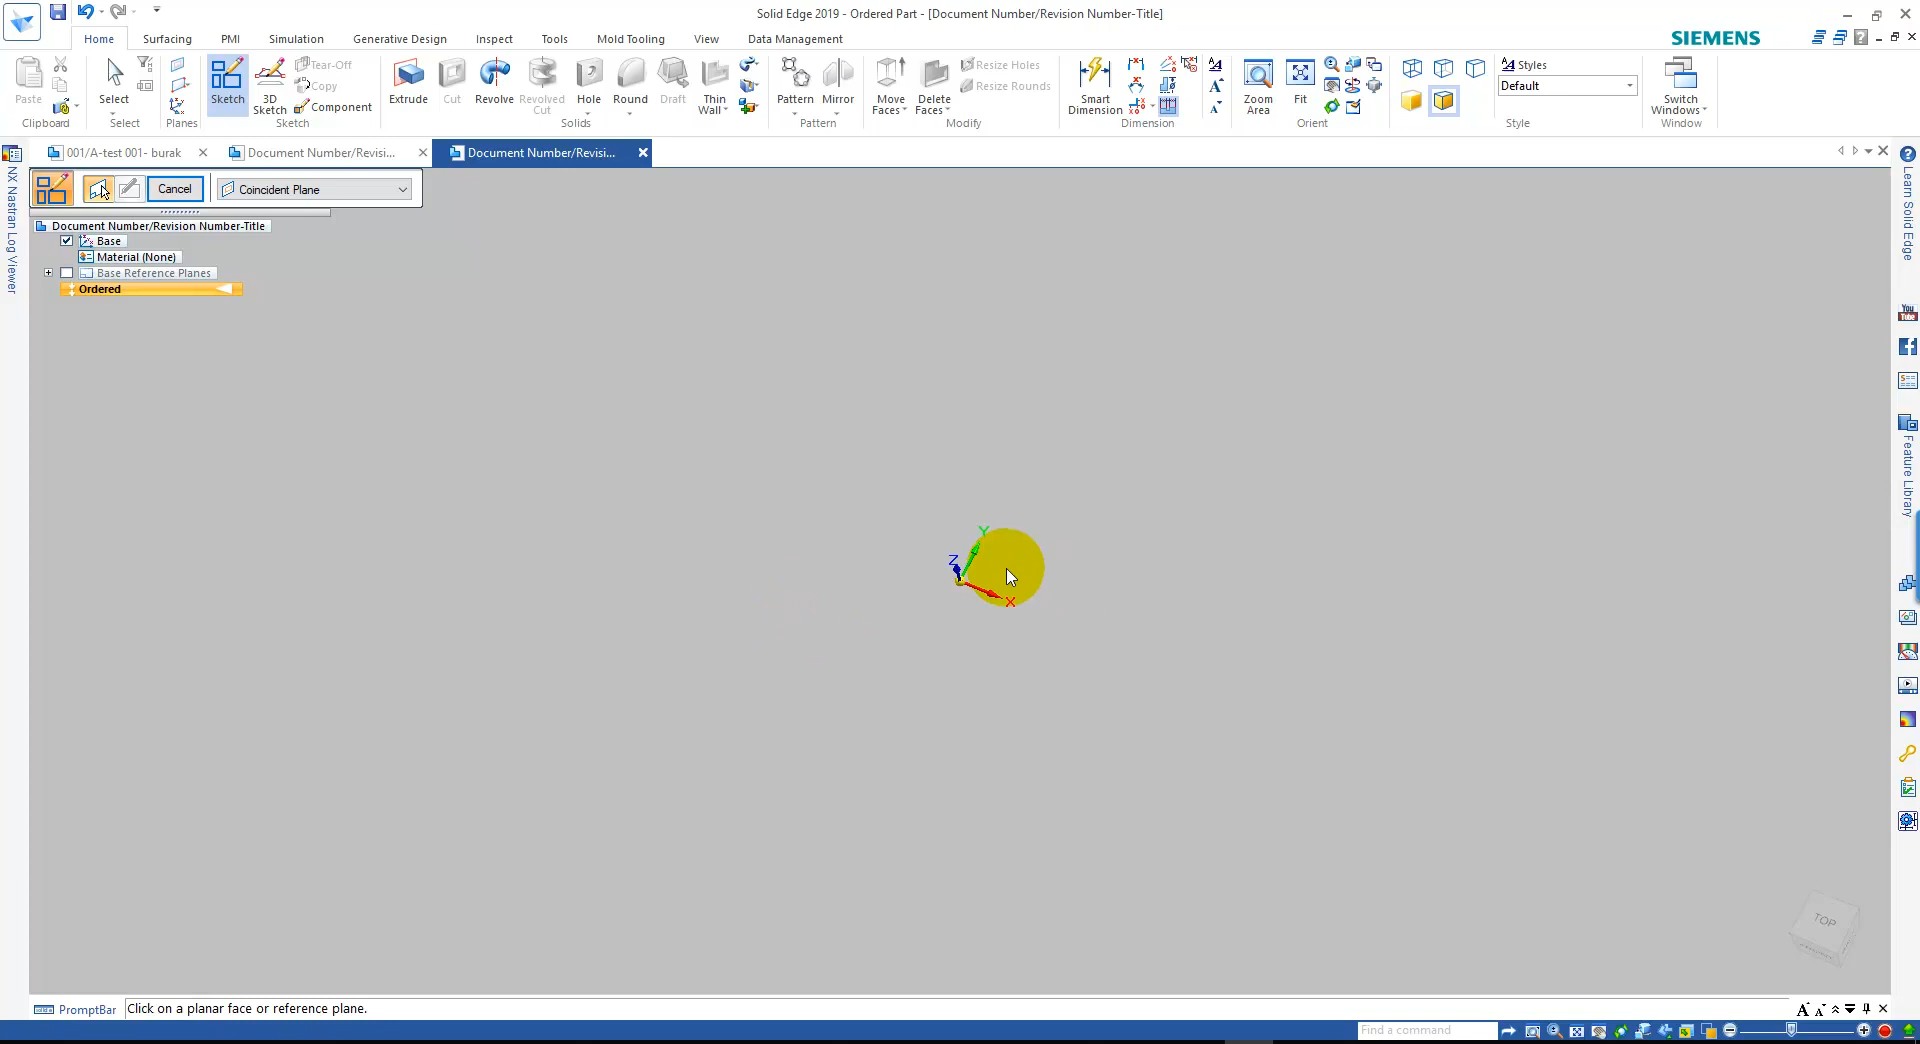 Solid Edge 2019 - Ordered Part - [Document Number/Revision Number-Title]
Home Surfacing PMI Simulation Generative Design Inspect Tools Mold Tooling View Data Management
SIEMENS
Paste
Clipboard
Select
Select
Planes
Sketch
3D Sketch
Tear-Off
Copy
Component
Sketch
Extrude
Cut
Revolve
Revolved Cut
Hole
Round
Draft
Thin Wall
Solids
Pattern
Mirror
Pattern
Move Faces
Delete Faces
Resize Holes
Resize Rounds
Modify
Smart Dimension
Dimension
Zoom Area
Fit
Orient
Styles
Default
Style
Switch Windows
Window
001/A-test 001- burak
Document Number/Revisi...
Document Number/Revisi...
Cancel
Coincident Plane
Document Number/Revision Number-Title
Base
Material (None)
Base Reference Planes
Ordered
NX Nastran Log Viewer
Learn Solid Edge
You Tube
Feature Library
Y
Z
X
TOP
PromptBar
Click on a planar face or reference plane.
Find a command